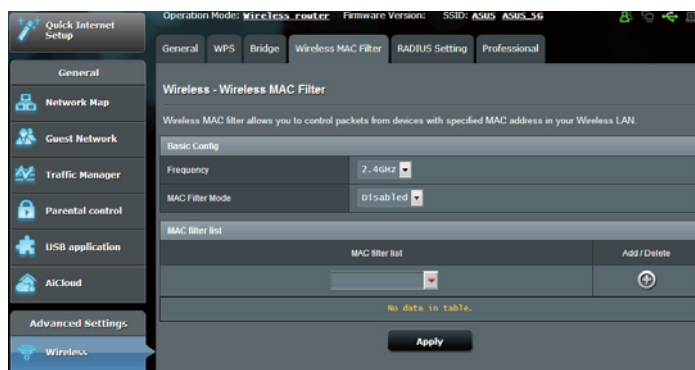 Operation Mode: Wireless router Firmware Version: SSID: ASUS ASUS_5G
Quick Internet
Setup
General WPS Bridge Wireless MAC Filter RADIUS Setting Professional
General
Network Map
Guest Network
Traffic Manager
Parental control
USB application
AiCloud
Advanced Settings
Wireless
Wireless - Wireless MAC Filter
Wireless MAC filter allows you to control packets from devices with specified MAC address in your Wireless LAN.
Basic Config
Frequency 2.4GHz
MAC Filter Mode Disabled
MAC filter list
MAC filter list Add / Delete
No data in table.
Apply